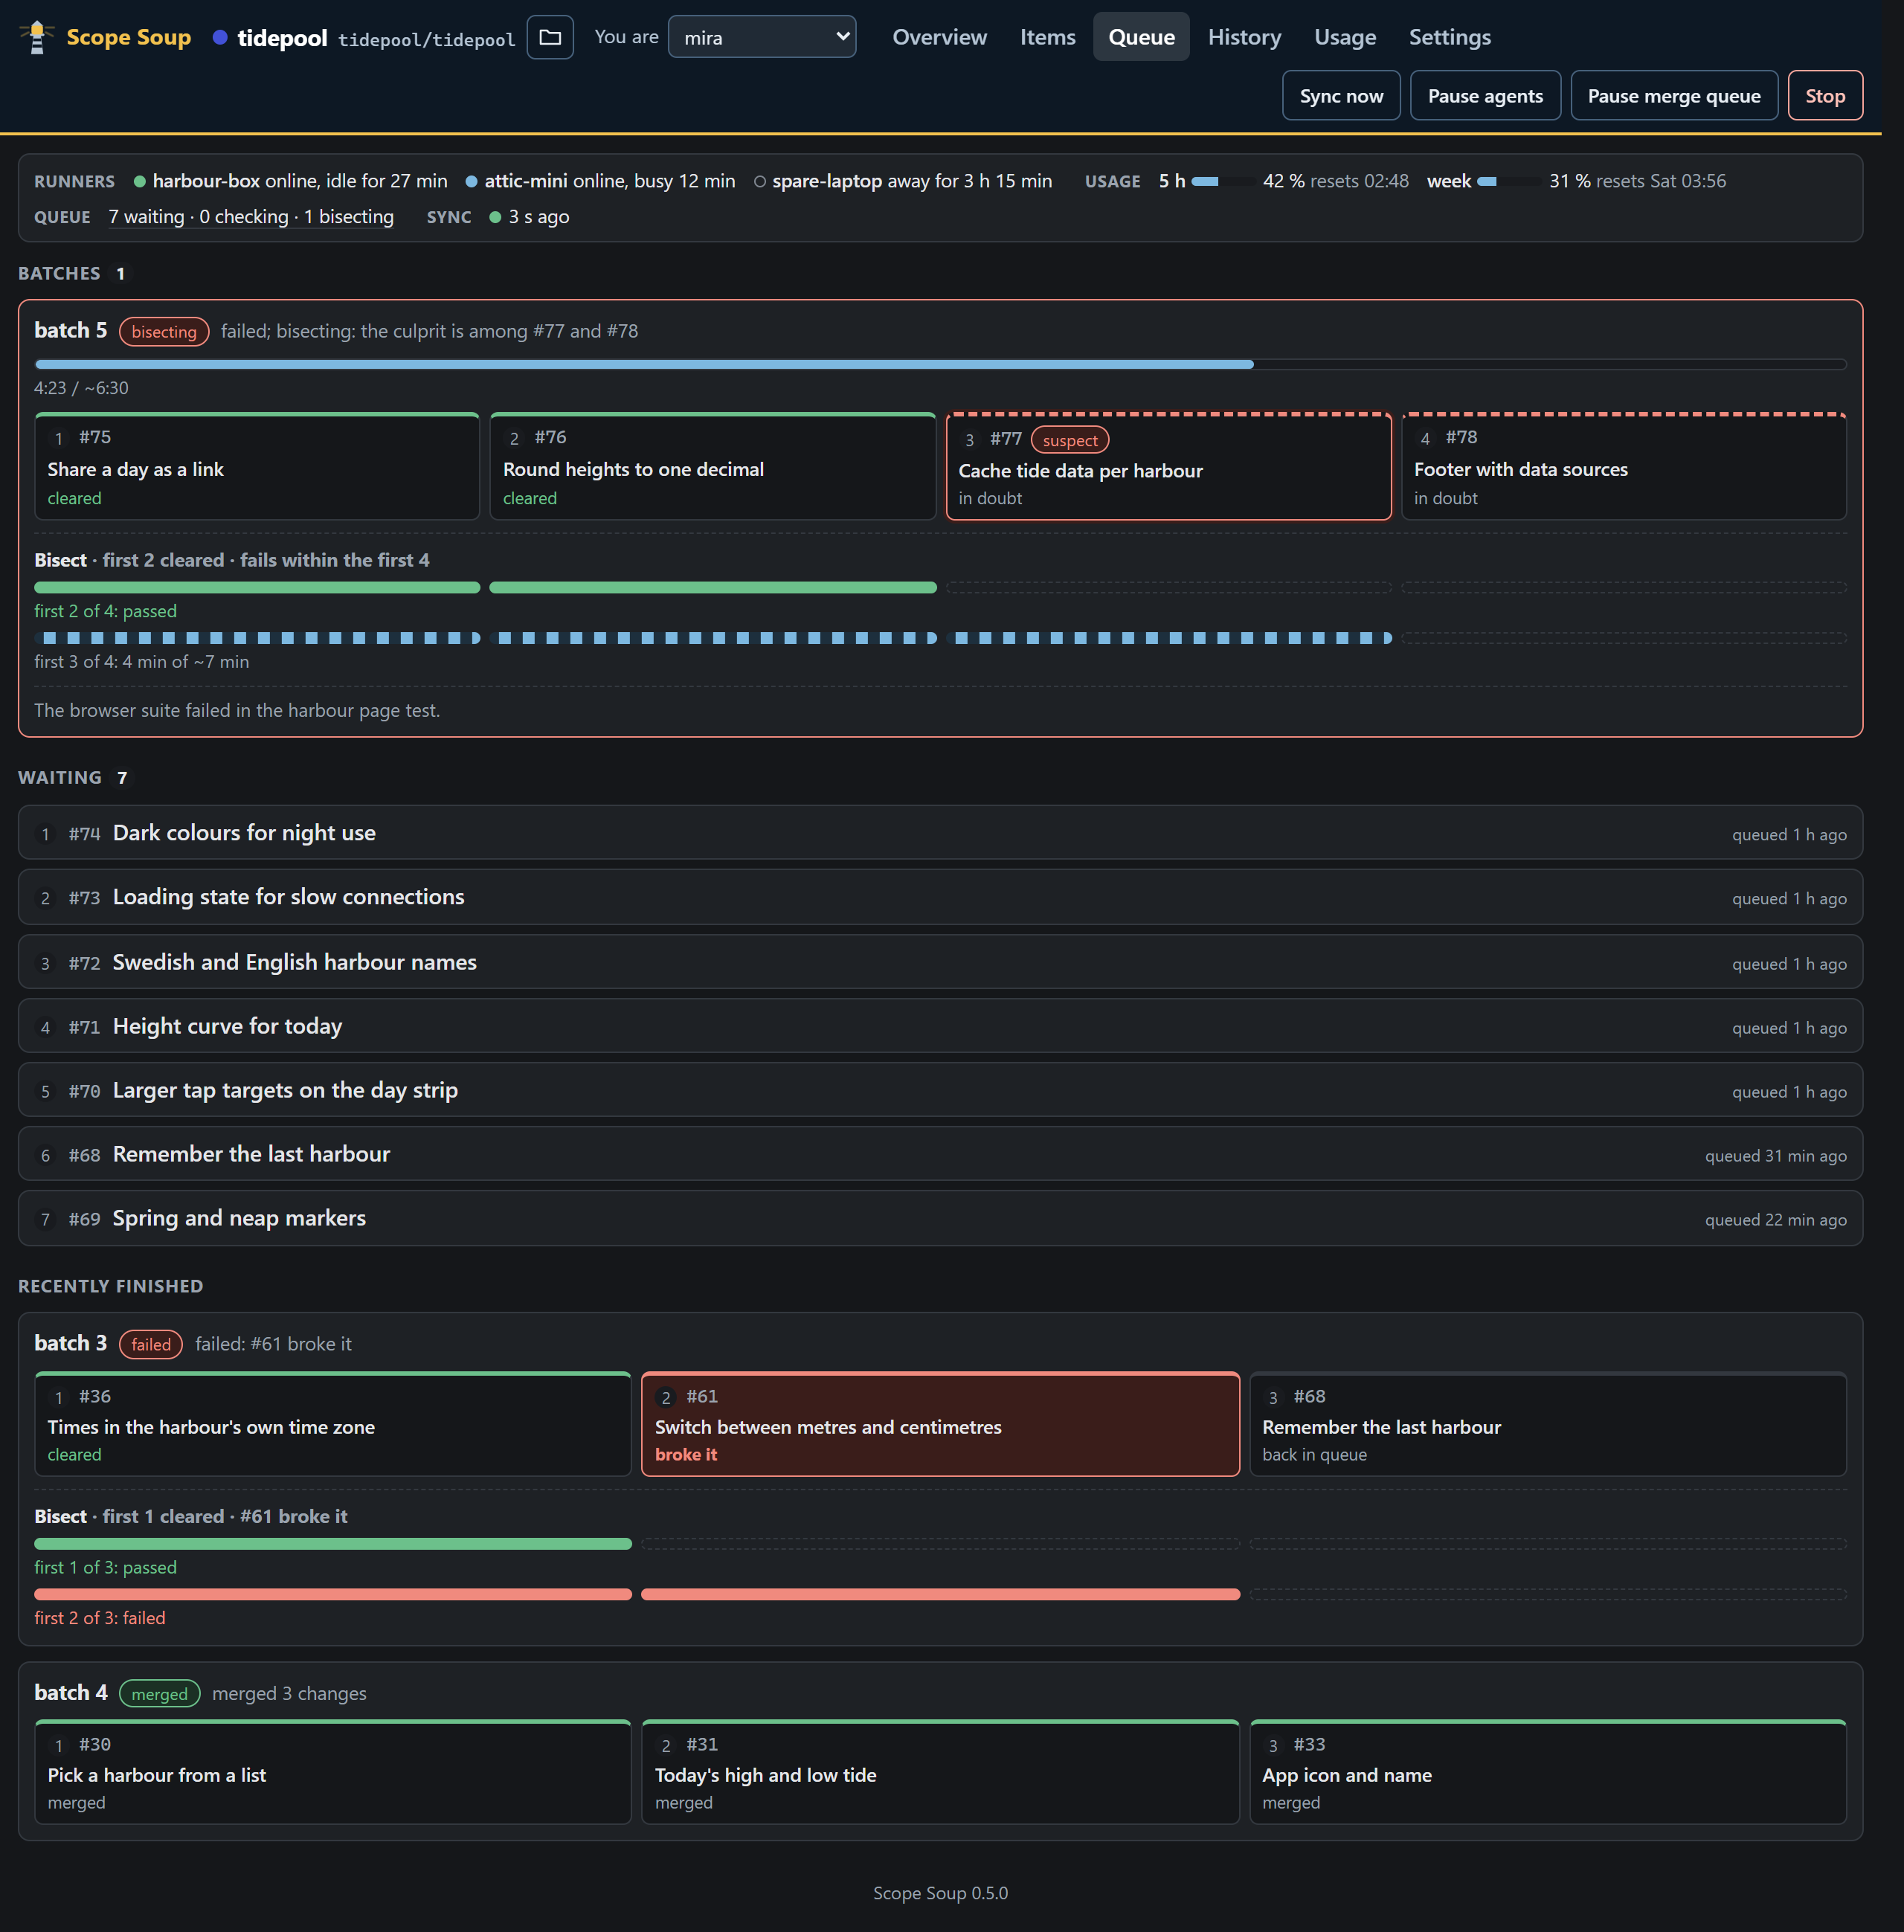 Scope Soup tidepool tidepool/tidepool You are mira Overview Items Queue History Usage Settings
Sync now Pause agents Pause merge queue Stop
RUNNERS harbour-box online, idle for 27 min attic-mini online, busy 12 min spare-laptop away for 3 h 15 min USAGE 5 h 42 % resets 02:48 week 31 % resets Sat 03:56
QUEUE 7 waiting · 0 checking · 1 bisecting SYNC 3 s ago
BATCHES 1
batch 5 bisecting failed; bisecting: the culprit is among #77 and #78
4:23 / ~6:30
1 #75
Share a day as a link
cleared
2 #76
Round heights to one decimal
cleared
3 #77 suspect
Cache tide data per harbour
in doubt
4 #78
Footer with data sources
in doubt
Bisect · first 2 cleared · fails within the first 4
first 2 of 4: passed
first 3 of 4: 4 min of ~7 min
The browser suite failed in the harbour page test.
WAITING 7
1 #74 Dark colours for night use queued 1 h ago
2 #73 Loading state for slow connections queued 1 h ago
3 #72 Swedish and English harbour names queued 1 h ago
4 #71 Height curve for today queued 1 h ago
5 #70 Larger tap targets on the day strip queued 1 h ago
6 #68 Remember the last harbour queued 31 min ago
7 #69 Spring and neap markers queued 22 min ago
RECENTLY FINISHED
batch 3 failed failed: #61 broke it
1 #36
Times in the harbour's own time zone
cleared
2 #61
Switch between metres and centimetres
broke it
3 #68
Remember the last harbour
back in queue
Bisect · first 1 cleared · #61 broke it
first 1 of 3: passed
first 2 of 3: failed
batch 4 merged merged 3 changes
1 #30
Pick a harbour from a list
merged
2 #31
Today's high and low tide
merged
3 #33
App icon and name
merged
Scope Soup 0.5.0